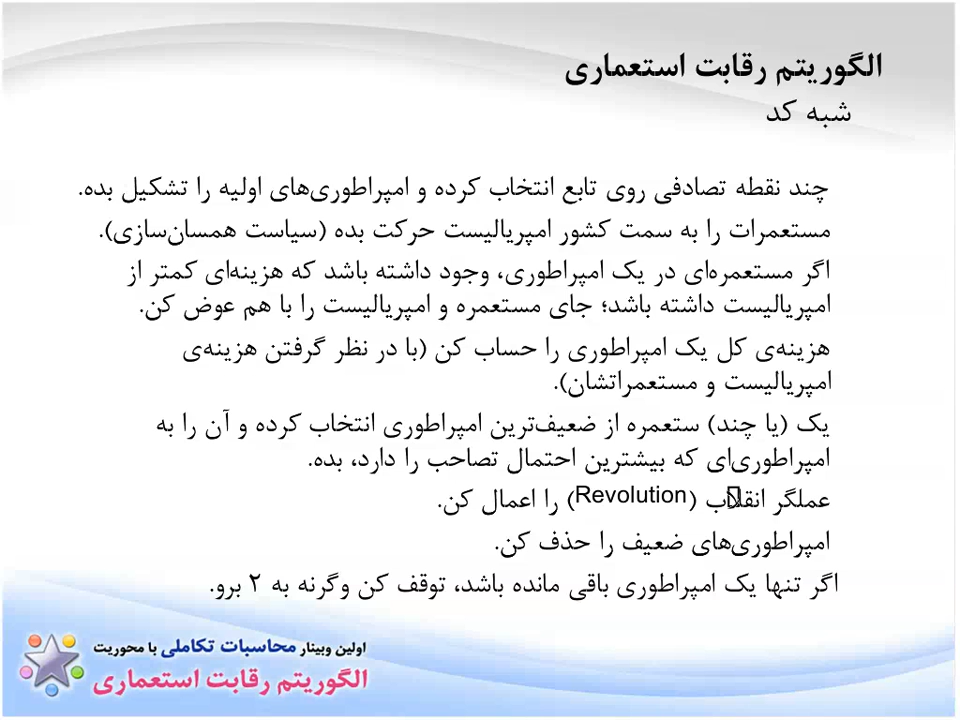 الگوریتم رقابت استعماری
شبه کد
چند نقطه تصادفی روی تابع انتخاب کرده و امپراطوری‌های اولیه را تشکیل بده.
مستعمرات را به سمت کشور امپریالیست حرکت بده (سیاست همسان‌سازی).
اگر مستعمره‌ای در یک امپراطوری، وجود داشته باشد که هزینه‌ای کمتر از
امپریالیست داشته باشد؛ جای مستعمره و امپریالیست را با هم عوض کن.
هزینه‌ی کل یک امپراطوری را حساب کن (با در نظر گرفتن هزینه‌ی
امپریالیست و مستعمراتشان).
یک (یا چند) ستعمره از ضعیف‌ترین امپراطوری انتخاب کرده و آن را به
امپراطوری‌ای که بیشترین احتمال تصاحب را دارد، بده.
عملگر انقلاب (Revolution) را اعمال کن.
امپراطوری‌های ضعیف را حذف کن.
اگر تنها یک امپراطوری باقی مانده باشد، توقف کن وگرنه به ۲ برو.
اولین وبینار محاسبات تکاملی با محوریت
الگوریتم رقابت استعماری